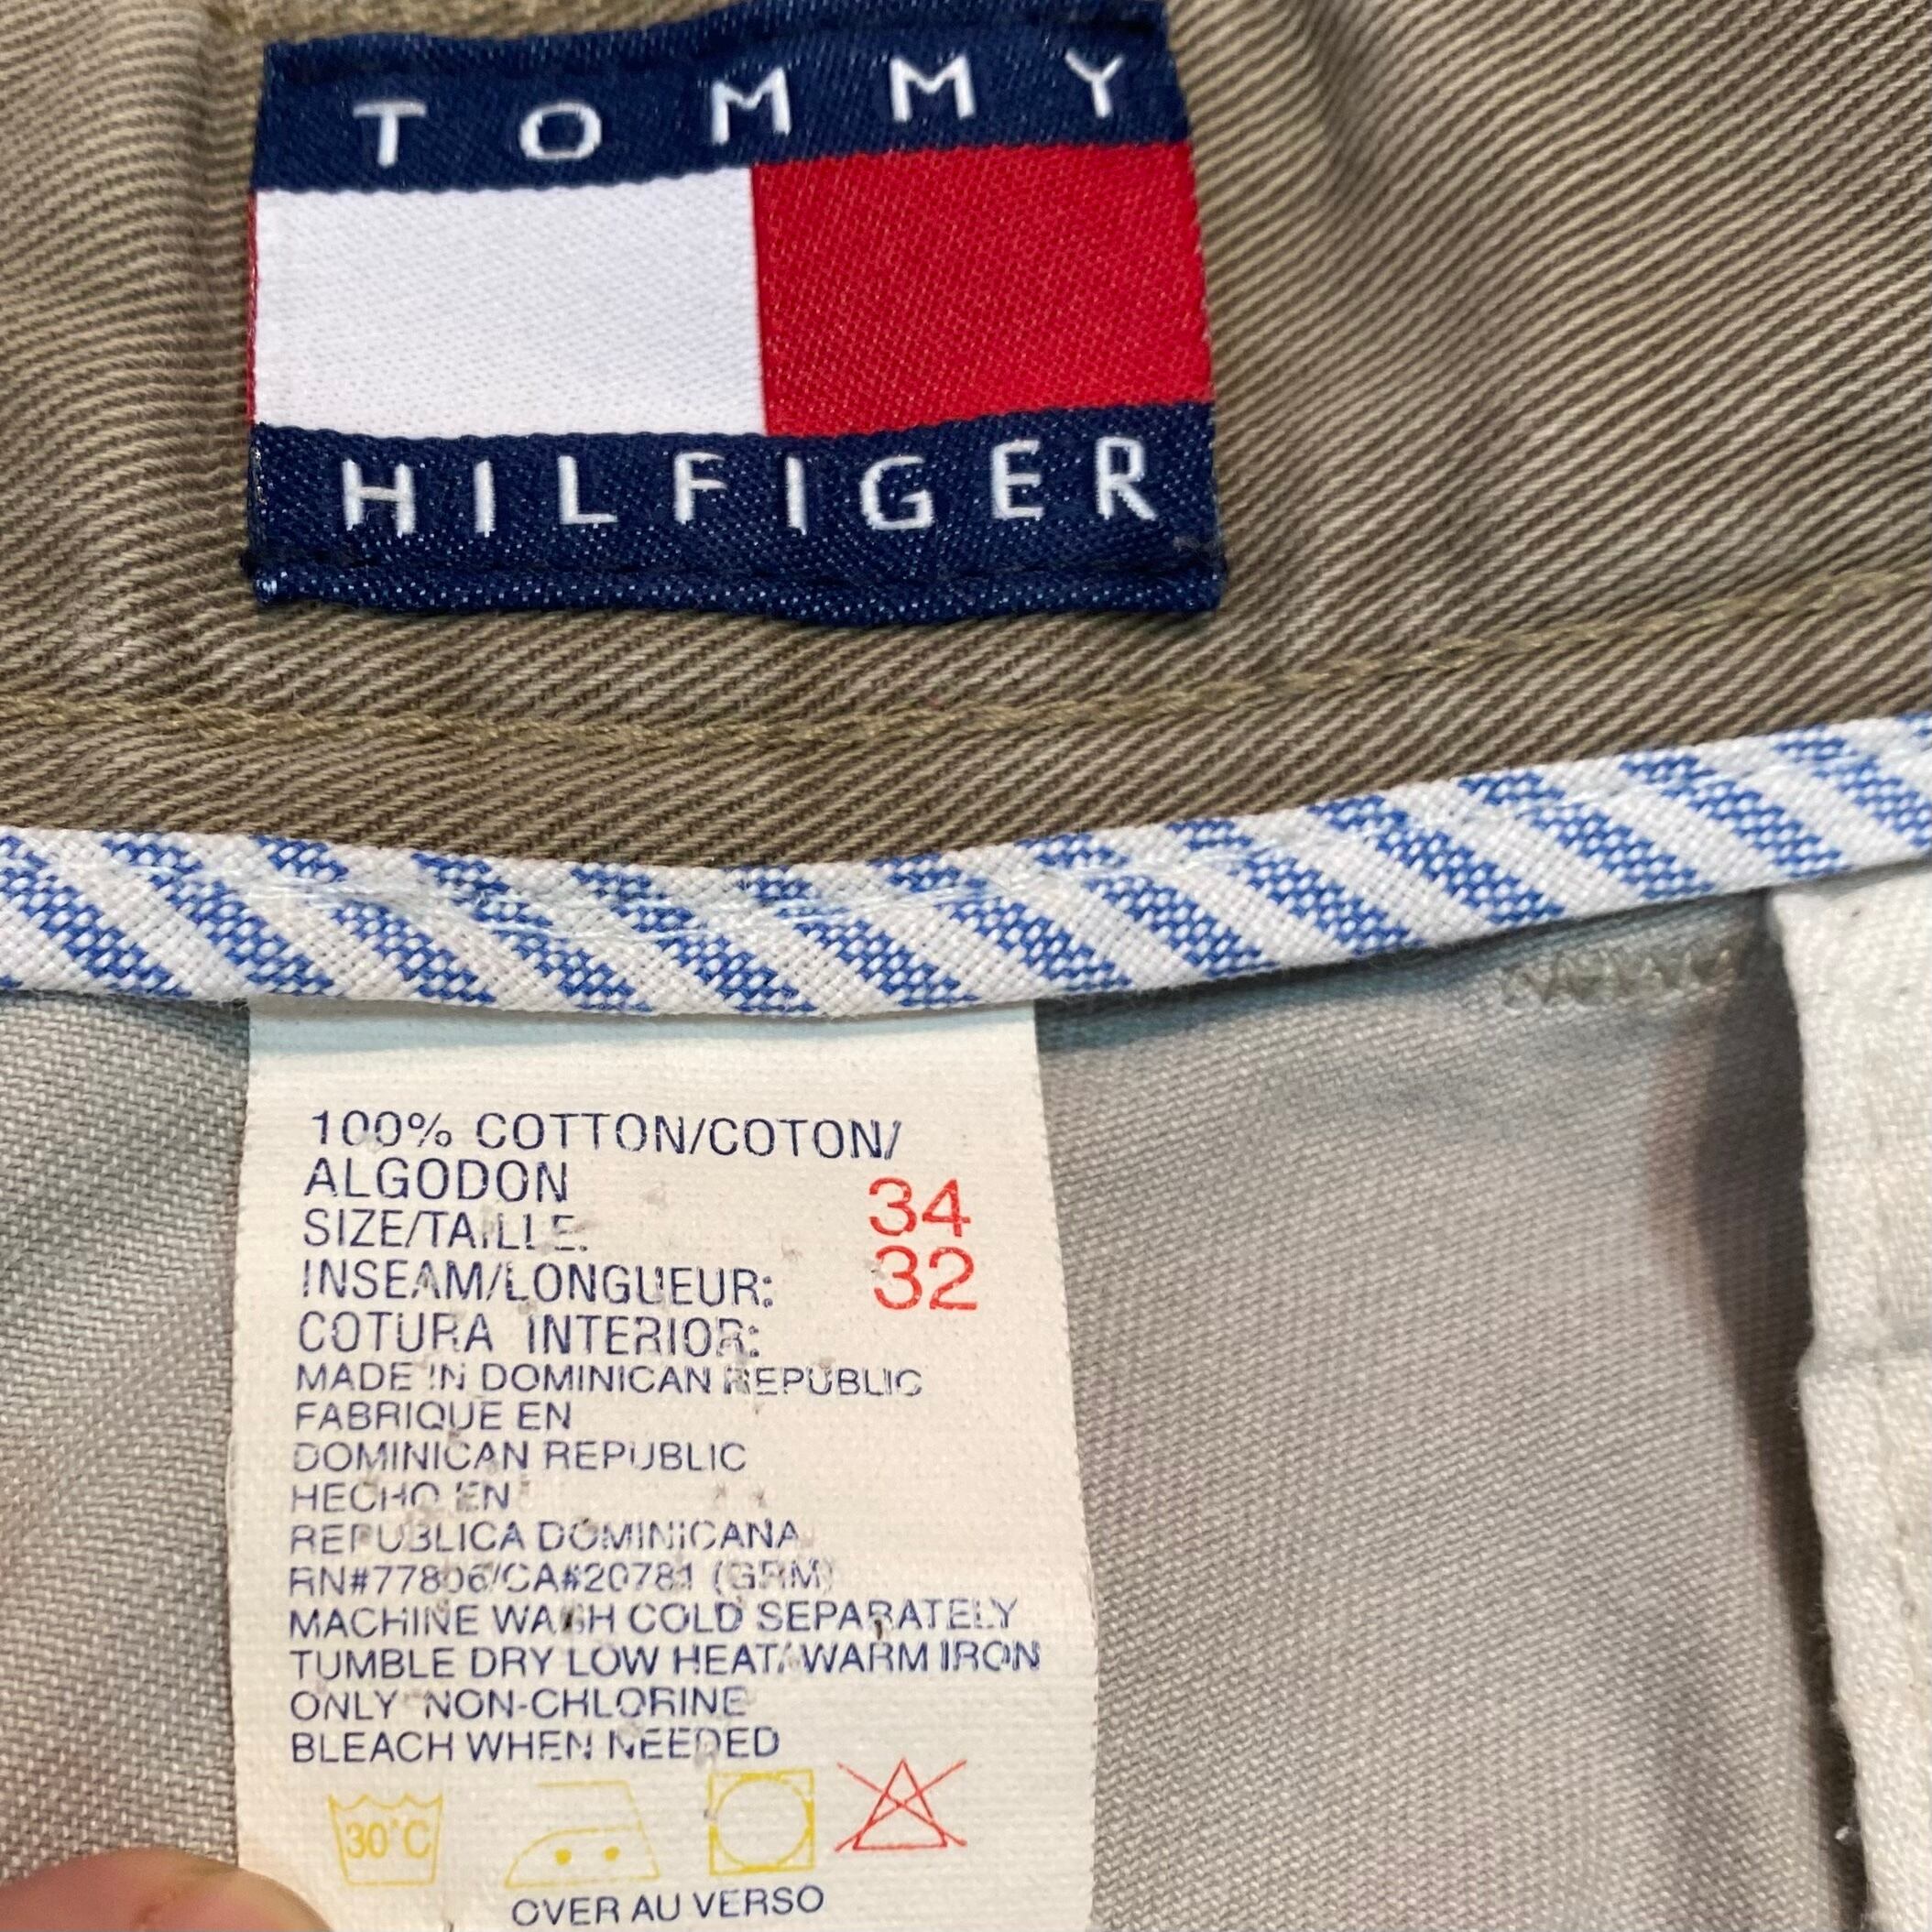 TOMMY
HILFIGER
100% COTTON/COTON/
ALGODON
SIZE/TAILLE: 34
INSEAM/LONGUEUR: 32
COTURA INTERIOR:
MADE IN DOMINICAN REPUBLIC
FABRIQUE EN
DOMINICAN REPUBLIC
HECHO EN
REPUBLICA DOMINICANA
RN#77806/CA#20781 (GRM)
MACHINE WASH COLD SEPARATELY
TUMBLE DRY LOW HEAT/WARM IRON
ONLY NON-CHLORINE
BLEACH WHEN NEEDED
30°C
OVER AU VERSO